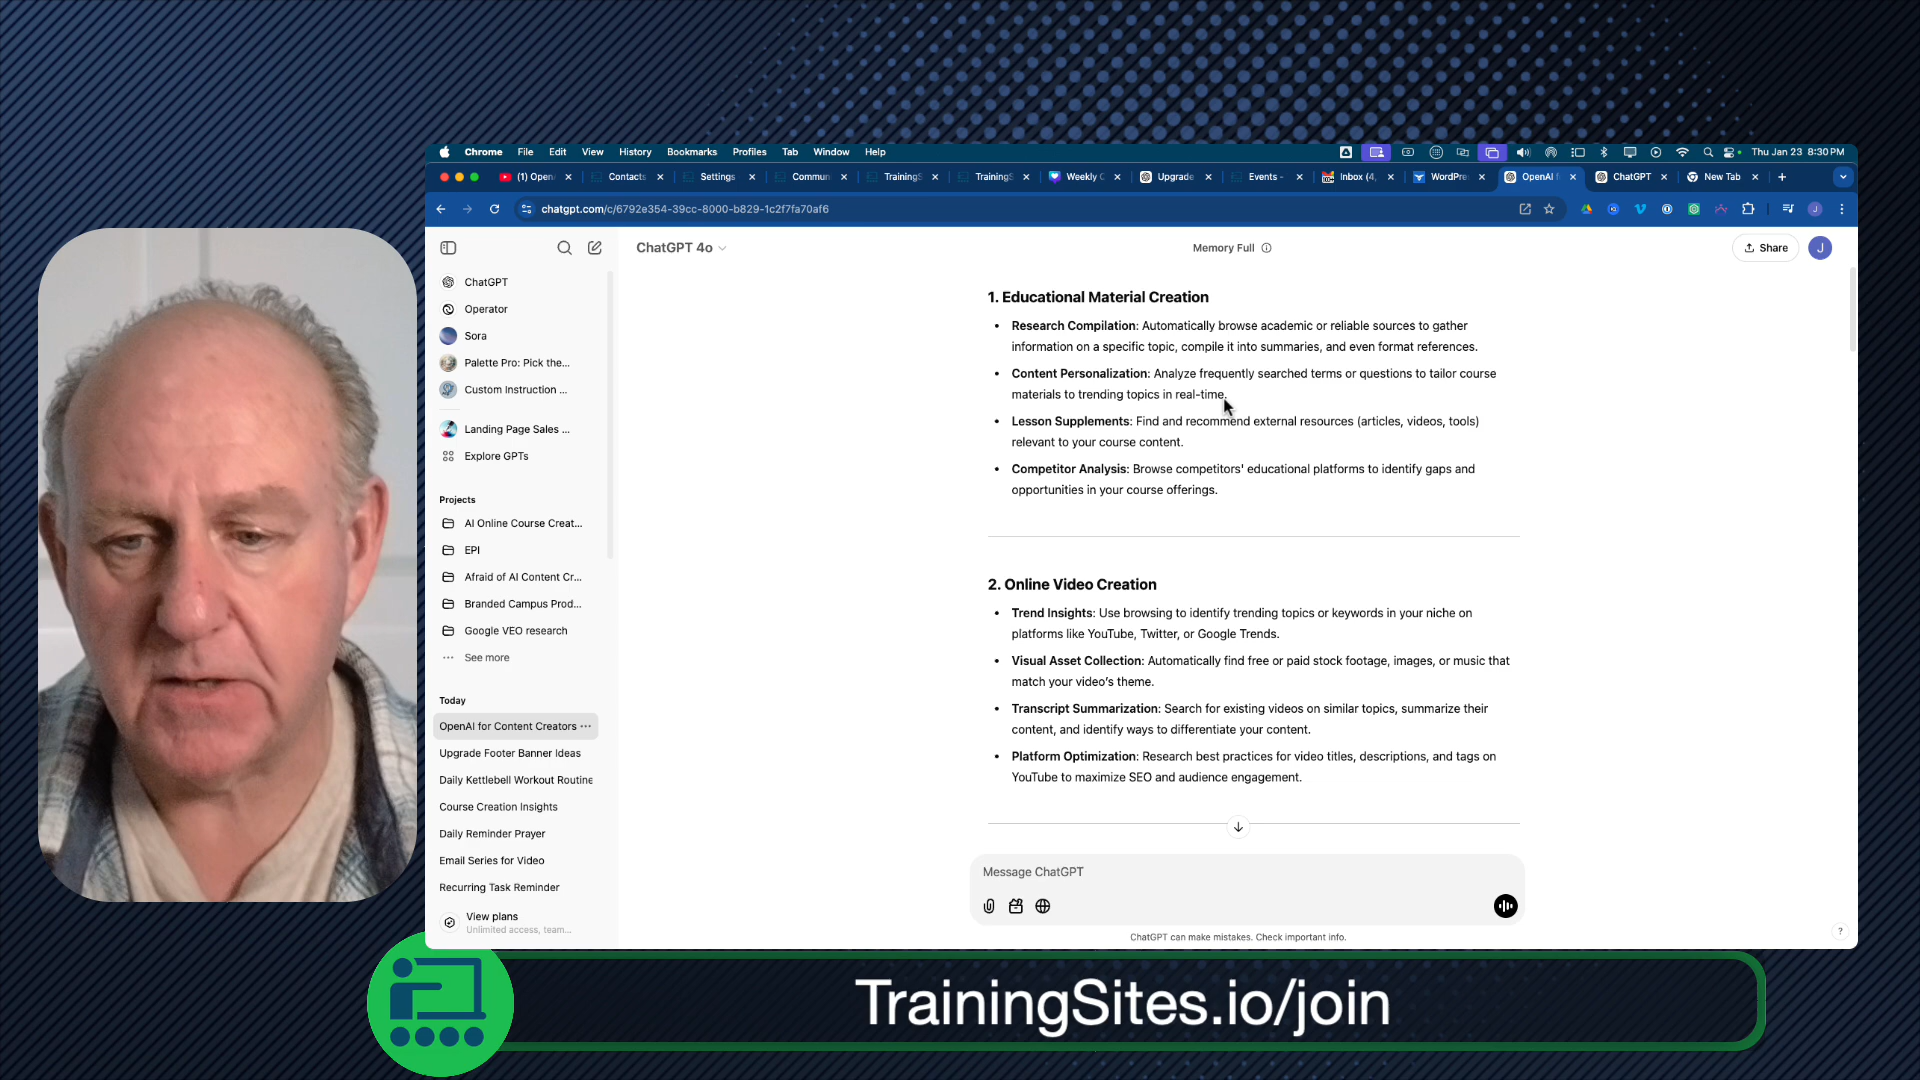 Chrome File Edit View History Bookmarks Profiles Tab Window Help Thu Jan 23 8:30 PM
(1) Open Contacts Settings Commun TrainingS TrainingS Weekly C Upgrade Events - Inbox (4, WordPre OpenAI f ChatGPT New Tab
chatgpt.com/c/6792e354-39cc-8000-b829-1c2f7fa70af6
ChatGPT 4o
Memory Full
Share
J
ChatGPT
Operator
Sora
Palette Pro: Pick the...
Custom Instruction ...
Landing Page Sales ...
Explore GPTs
Projects
AI Online Course Creat...
EPI
Afraid of AI Content Cr...
Branded Campus Prod...
Google VEO research
See more
Today
OpenAI for Content Creators
Upgrade Footer Banner Ideas
Daily Kettlebell Workout Routine
Course Creation Insights
Daily Reminder Prayer
Email Series for Video
Recurring Task Reminder
View plans
Unlimited access, team...
1. Educational Material Creation
• Research Compilation: Automatically browse academic or reliable sources to gather
information on a specific topic, compile it into summaries, and even format references.
• Content Personalization: Analyze frequently searched terms or questions to tailor course
materials to trending topics in real-time.
• Lesson Supplements: Find and recommend external resources (articles, videos, tools)
relevant to your course content.
• Competitor Analysis: Browse competitors' educational platforms to identify gaps and
opportunities in your course offerings.
2. Online Video Creation
• Trend Insights: Use browsing to identify trending topics or keywords in your niche on
platforms like YouTube, Twitter, or Google Trends.
• Visual Asset Collection: Automatically find free or paid stock footage, images, or music that
match your video’s theme.
• Transcript Summarization: Search for existing videos on similar topics, summarize their
content, and identify ways to differentiate your content.
• Platform Optimization: Research best practices for video titles, descriptions, and tags on
YouTube to maximize SEO and audience engagement.
Message ChatGPT
ChatGPT can make mistakes. Check important info.
?
TrainingSites.io/join